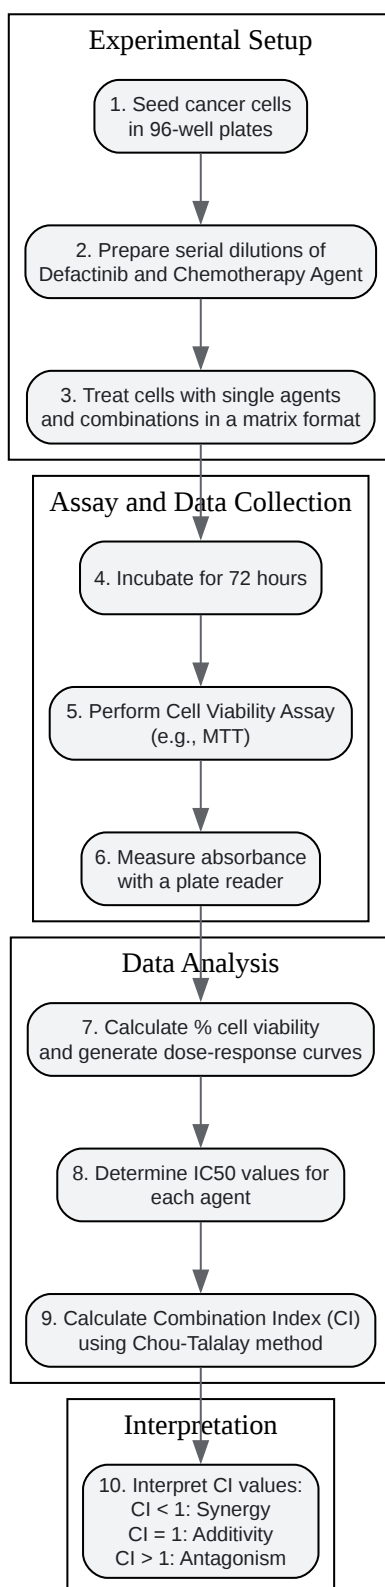 Experimental Setup
1. Seed cancer cells
in 96-well plates
2. Prepare serial dilutions of
Defactinib and Chemotherapy Agent
3. Treat cells with single agents
and combinations in a matrix format
Assay and Data Collection
4. Incubate for 72 hours
5. Perform Cell Viability Assay
(e.g., MTT)
6. Measure absorbance
with a plate reader
Data Analysis
7. Calculate % cell viability
and generate dose-response curves
8. Determine IC50 values for
each agent
9. Calculate Combination Index (CI)
using Chou-Talalay method
Interpretation
10. Interpret CI values:
CI < 1: Synergy
CI = 1: Additivity
CI > 1: Antagonism